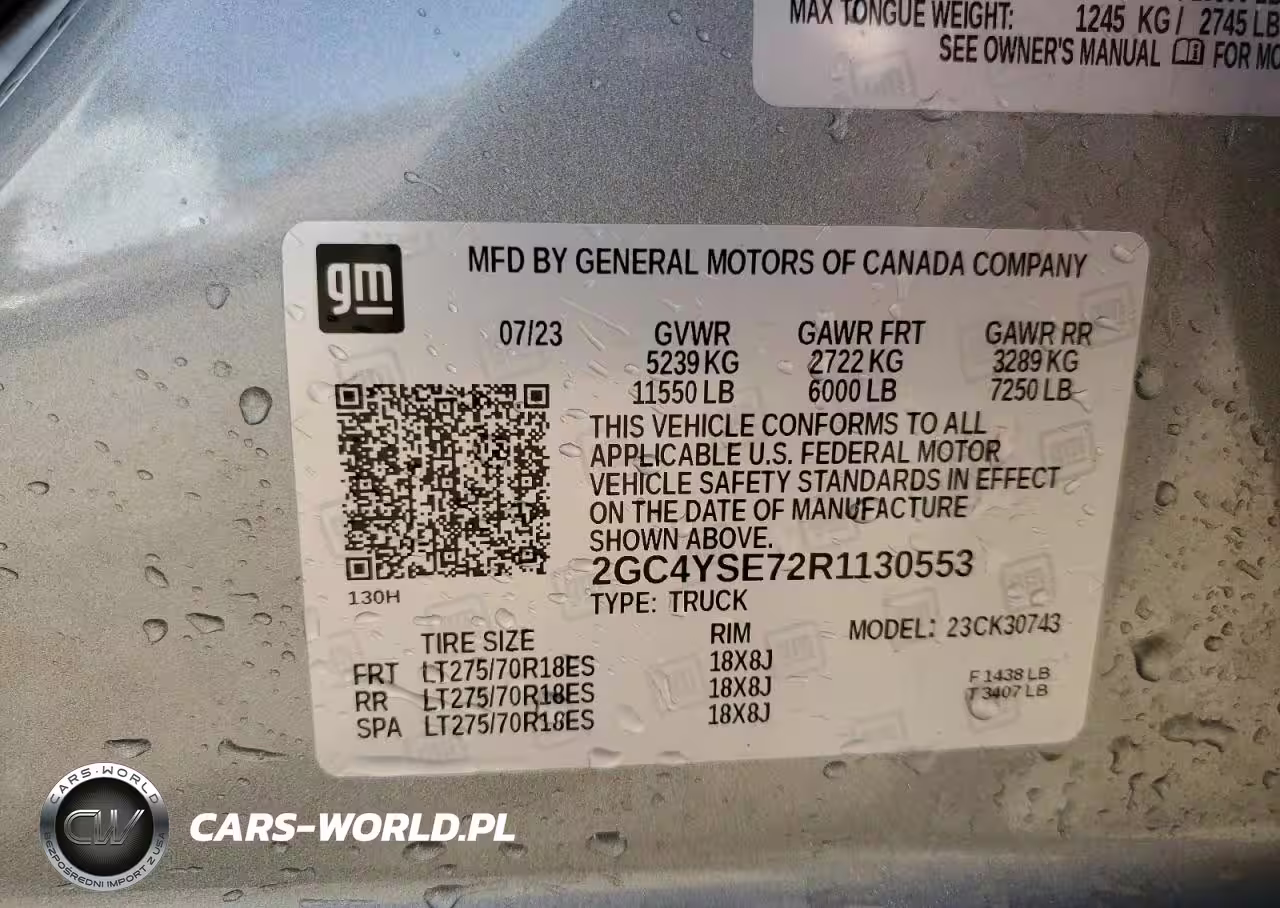 MAX TONGUE WEIGHT: 1245 KG / 2745 LB
SEE OWNER'S MANUAL FOR MO
gm
MFD BY GENERAL MOTORS OF CANADA COMPANY
07/23 GVWR GAWR FRT GAWR RR
5239 KG 2722 KG 3289 KG
11550 LB 6000 LB 7250 LB
THIS VEHICLE CONFORMS TO ALL
APPLICABLE U.S. FEDERAL MOTOR
VEHICLE SAFETY STANDARDS IN EFFECT
ON THE DATE OF MANUFACTURE
SHOWN ABOVE.
2GC4YSE72R1130553
130H
TYPE: TRUCK
TIRE SIZE RIM MODEL: 23CK30743
FRT LT275/70R18ES 18X8J
RR LT275/70R18ES 18X8J
SPA LT275/70R18ES 18X8J
F 1438 LB
T 3407 LB
CARS-WORLD
CW
BEZPOŚREDNI IMPORT Z USA
CARS-WORLD.PL